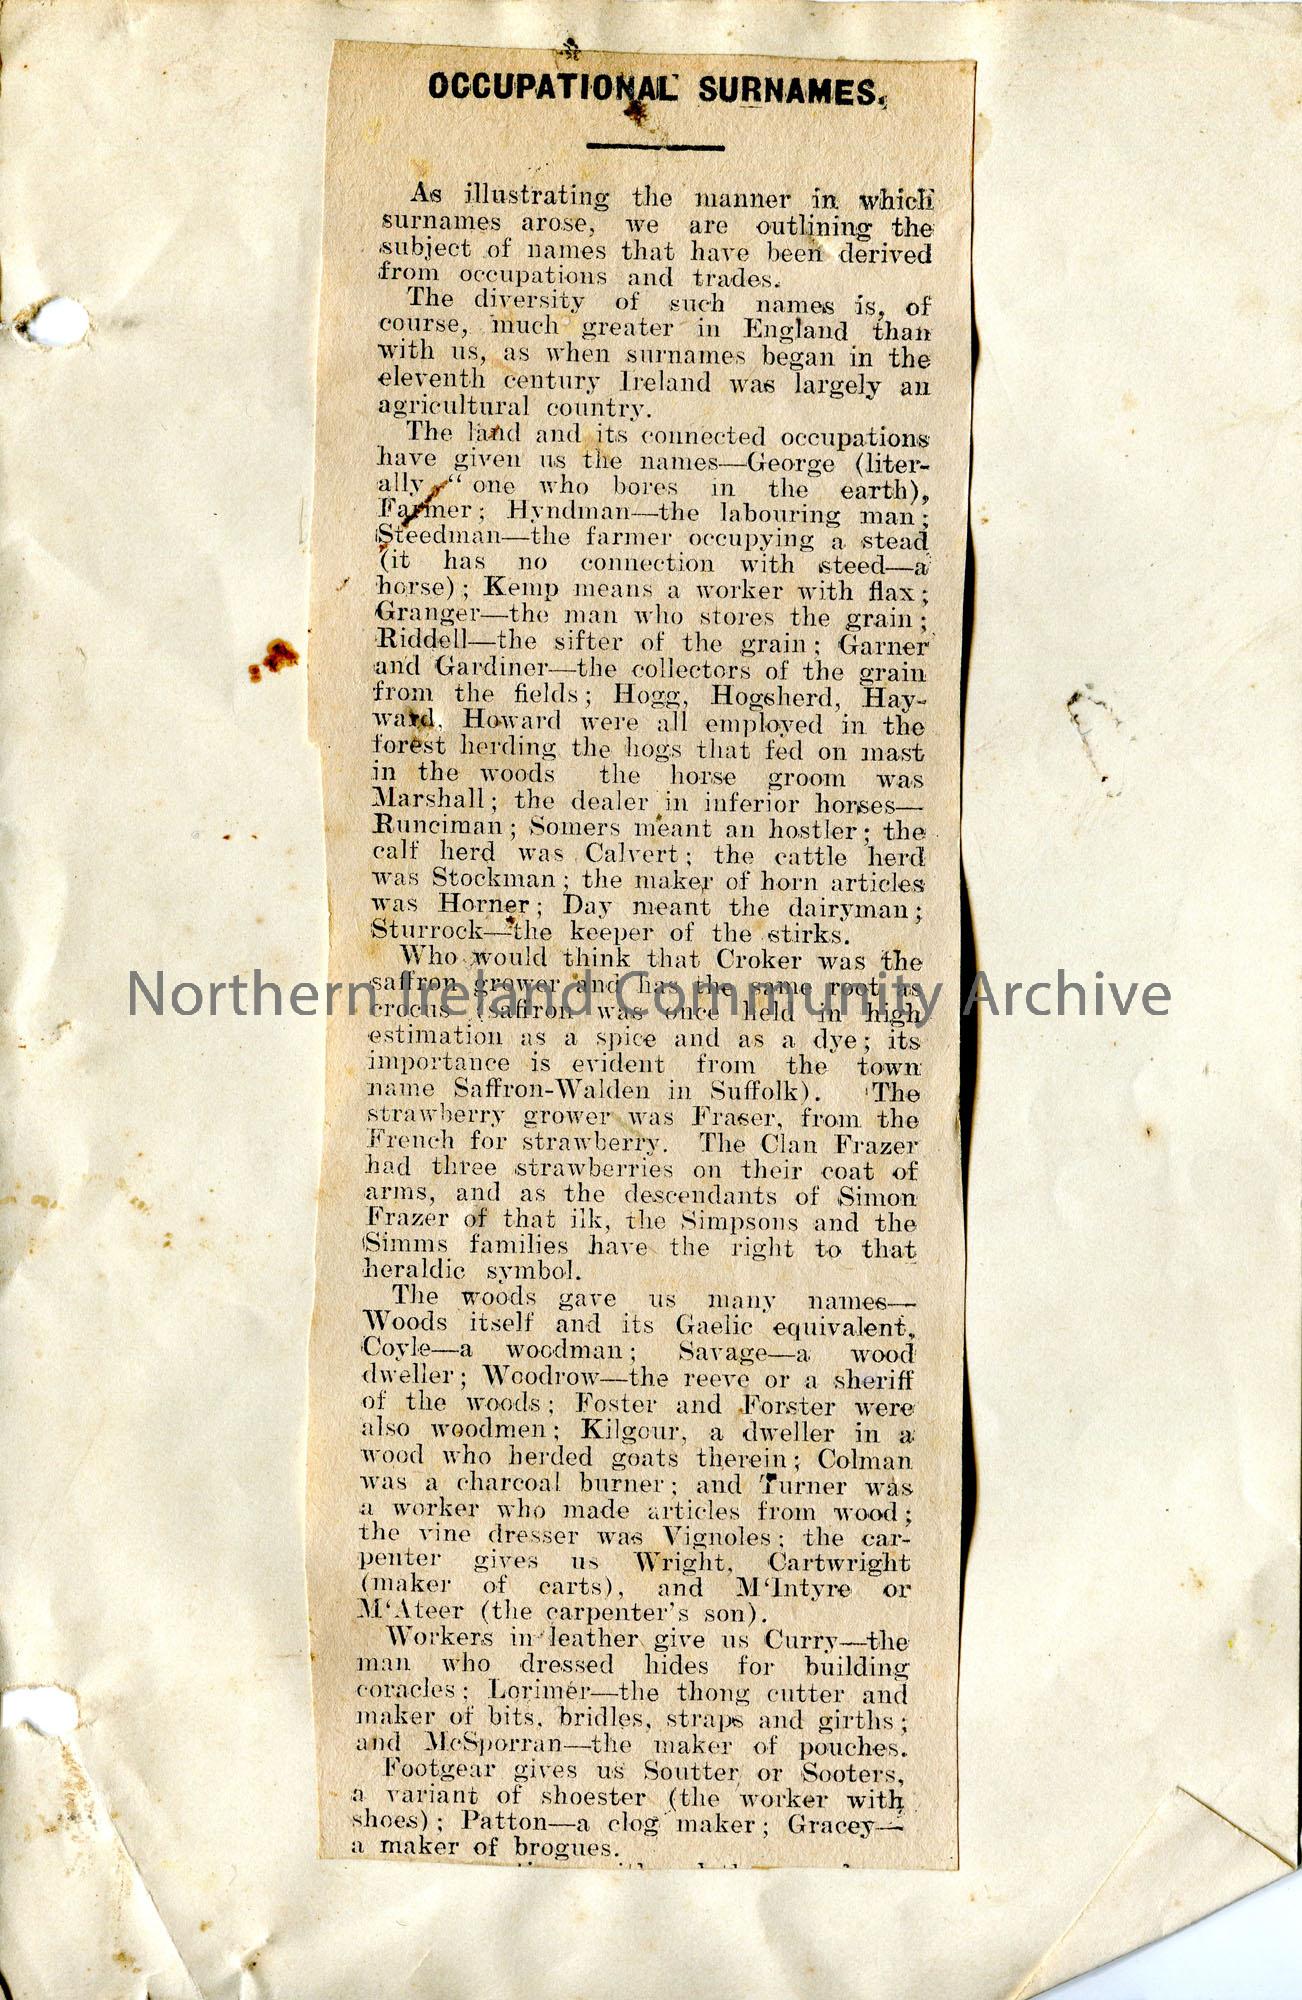 OCCUPATIONAL SURNAMES.
As illustrating the manner in which
surnames arose, we are outlining the
subject of names that have been derived
from occupations and trades.
The diversity of such names is, of
course, much greater in England than
with us, as when surnames began in the
eleventh century Ireland was largely an
agricultural country.
The land and its connected occupations
have given us the names—George (liter-
ally “ one who bores in the earth),
Farmer; Hyndman—the labouring man;
Steedman—the farmer occupying a stead
(it has no connection with steed—a
horse); Kemp means a worker with flax;
Granger—the man who stores the grain;
Riddell—the sifter of the grain; Garner
and Gardiner—the collectors of the grain
from the fields; Hogg, Hogsherd, Hay-
ward, Howard were all employed in the
forest herding the hogs that fed on mast
in the woods the horse groom was
Marshall; the dealer in inferior horses—
Runciman; Somers meant an hostler; the
calf herd was Calvert; the cattle herd
was Stockman; the maker of horn articles
was Horner; Day meant the dairyman;
Sturrock—the keeper of the stirks.
Who would think that Croker was the
saffron grower and has the same root as
crocus (saffron was once held in high
estimation as a spice and as a dye; its
importance is evident from the town
name Saffron-Walden in Suffolk). The
strawberry grower was Fraser, from the
French for strawberry. The Clan Frazer
had three strawberries on their coat of
arms, and as the descendants of Simon
Frazer of that ilk, the Simpsons and the
Simms families have the right to that
heraldic symbol.
The woods gave us many names—
Woods itself and its Gaelic equivalent,
Coyle—a woodman; Savage—a wood
dweller; Woodrow—the reeve or a sheriff
of the woods; Foster and Forster were
also woodmen; Kilgour, a dweller in a
wood who herded goats therein; Colman
was a charcoal burner; and Turner was
a worker who made articles from wood;
the vine dresser was Vignoles; the car-
penter gives us Wright, Cartwright
(maker of carts), and M‘Intyre or
M‘Ateer (the carpenter's son).
Workers in leather give us Curry—the
man who dressed hides for building
coracles; Lorimer—the thong cutter and
maker of bits, bridles, straps and girths;
and McSporran—the maker of pouches.
Footgear gives us Soutter or Sooters,
a variant of shoester (the worker with
shoes); Patton—a clog maker; Gracey—
a maker of brogues.
Northern Ireland Community Archive